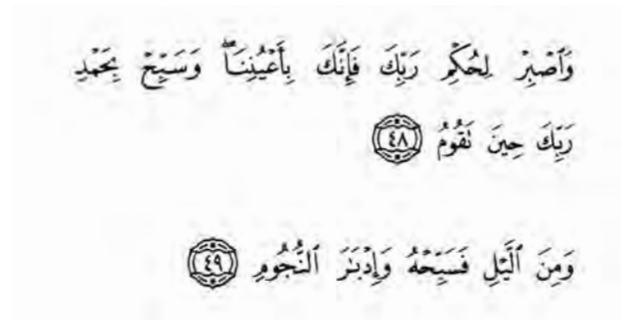 وَٱصۡبِرۡ لِحُكۡمِ رَبِّكَ فَإِنَّكَ بِأَعۡيُنِنَاۖ وَسَبِّحۡ بِحَمۡدِ
رَبِّكَ حِينَ تَقُومُ ٤٨
وَمِنَ ٱلَّيۡلِ فَسَبِّحۡهُ وَإِدۡبَٰرَ ٱلنُّجُومِ ٤٩